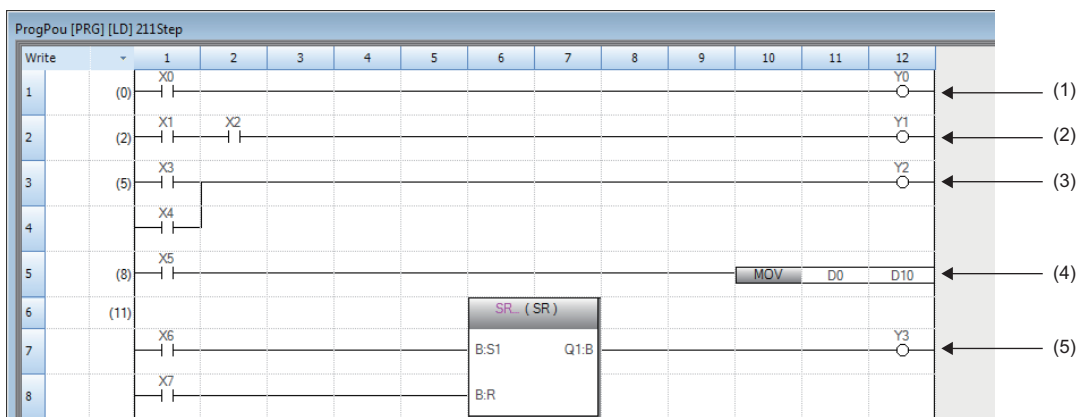 ProgPou [PRG] [LD] 211Step
Write 1 2 3 4 5 6 7 8 9 10 11 12
X0 Y0
1 (0) (1)
X1 X2 Y1
2 (2) (2)
X3 Y2
3 (5) (3)
X4
4
X5
5 (8) MOV D0 D10 (4)
6 (11) SR_ ( SR )
X6 Y3
7 B:S1 Q1:B (5)
X7
8 B:R